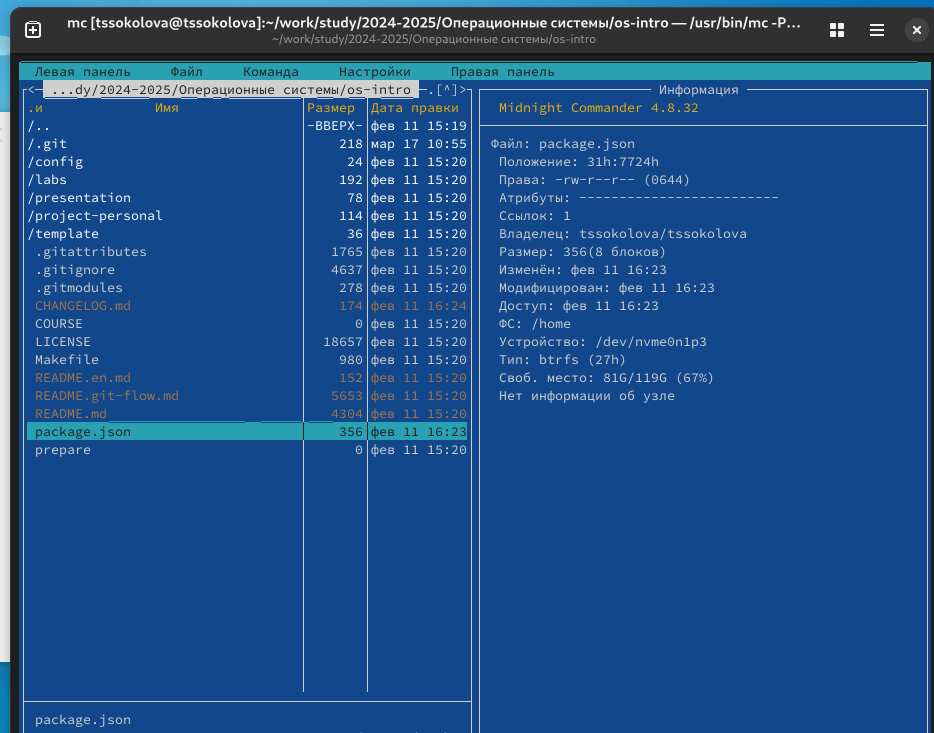 mc [tssokolova@tssokolova]:~/work/study/2024-2025/Операционные системы/os-intro — /usr/bin/mc -P...
~/work/study/2024-2025/Операционные системы/os-intro
Левая панель Файл Команда Настройки Правая панель
<─ ...dy/2024-2025/Операционные системы/os-intro ─.[^]>
.и Имя Размер Дата правки
/.. -ВВЕРХ- фев 11 15:19
/.git 218 мар 17 10:55
/config 24 фев 11 15:20
/labs 192 фев 11 15:20
/presentation 78 фев 11 15:20
/project-personal 114 фев 11 15:20
/template 36 фев 11 15:20
.gitattributes 1765 фев 11 15:20
.gitignore 4637 фев 11 15:20
.gitmodules 278 фев 11 15:20
CHANGELOG.md 174 фев 11 16:24
COURSE 0 фев 11 15:20
LICENSE 18657 фев 11 15:20
Makefile 980 фев 11 15:20
README.en.md 152 фев 11 15:20
README.git-flow.md 5653 фев 11 15:20
README.md 4304 фев 11 15:20
package.json 356 фев 11 16:23
prepare 0 фев 11 15:20
package.json
Информация
Midnight Commander 4.8.32
Файл: package.json
Положение: 31h:7724h
Права: -rw-r--r-- (0644)
Атрибуты: -------------------------
Ссылок: 1
Владелец: tssokolova/tssokolova
Размер: 356(8 блоков)
Изменён: фев 11 16:23
Модифицирован: фев 11 16:23
Доступ: фев 11 16:23
ФС: /home
Устройство: /dev/nvme0n1p3
Тип: btrfs (27h)
Своб. место: 81G/119G (67%)
Нет информации об узле